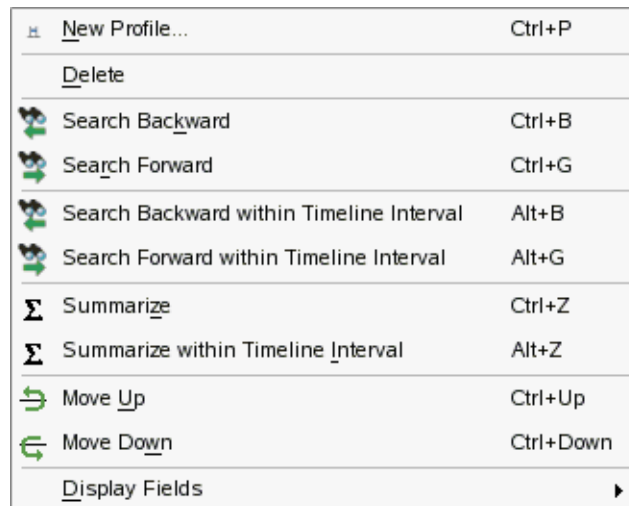 New Profile... Ctrl+P
Delete
Search Backward Ctrl+B
Search Forward Ctrl+G
Search Backward within Timeline Interval Alt+B
Search Forward within Timeline Interval Alt+G
Σ Summarize Ctrl+Z
Σ Summarize within Timeline Interval Alt+Z
Move Up Ctrl+Up
Move Down Ctrl+Down
Display Fields